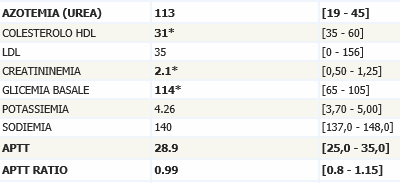 AZOTEMIA (UREA) 113 [19 - 45]
COLESTEROLO HDL 31* [35 - 60]
LDL 35 [0 - 156]
CREATININEMIA 2.1* [0,50 - 1,25]
GLICEMIA BASALE 114* [65 - 105]
POTASSIEMIA 4.26 [3,70 - 5,00]
SODIEMIA 140 [137,0 - 148,0]
APTT 28.9 [25,0 - 35,0]
APTT RATIO 0.99 [0.8 - 1.15]